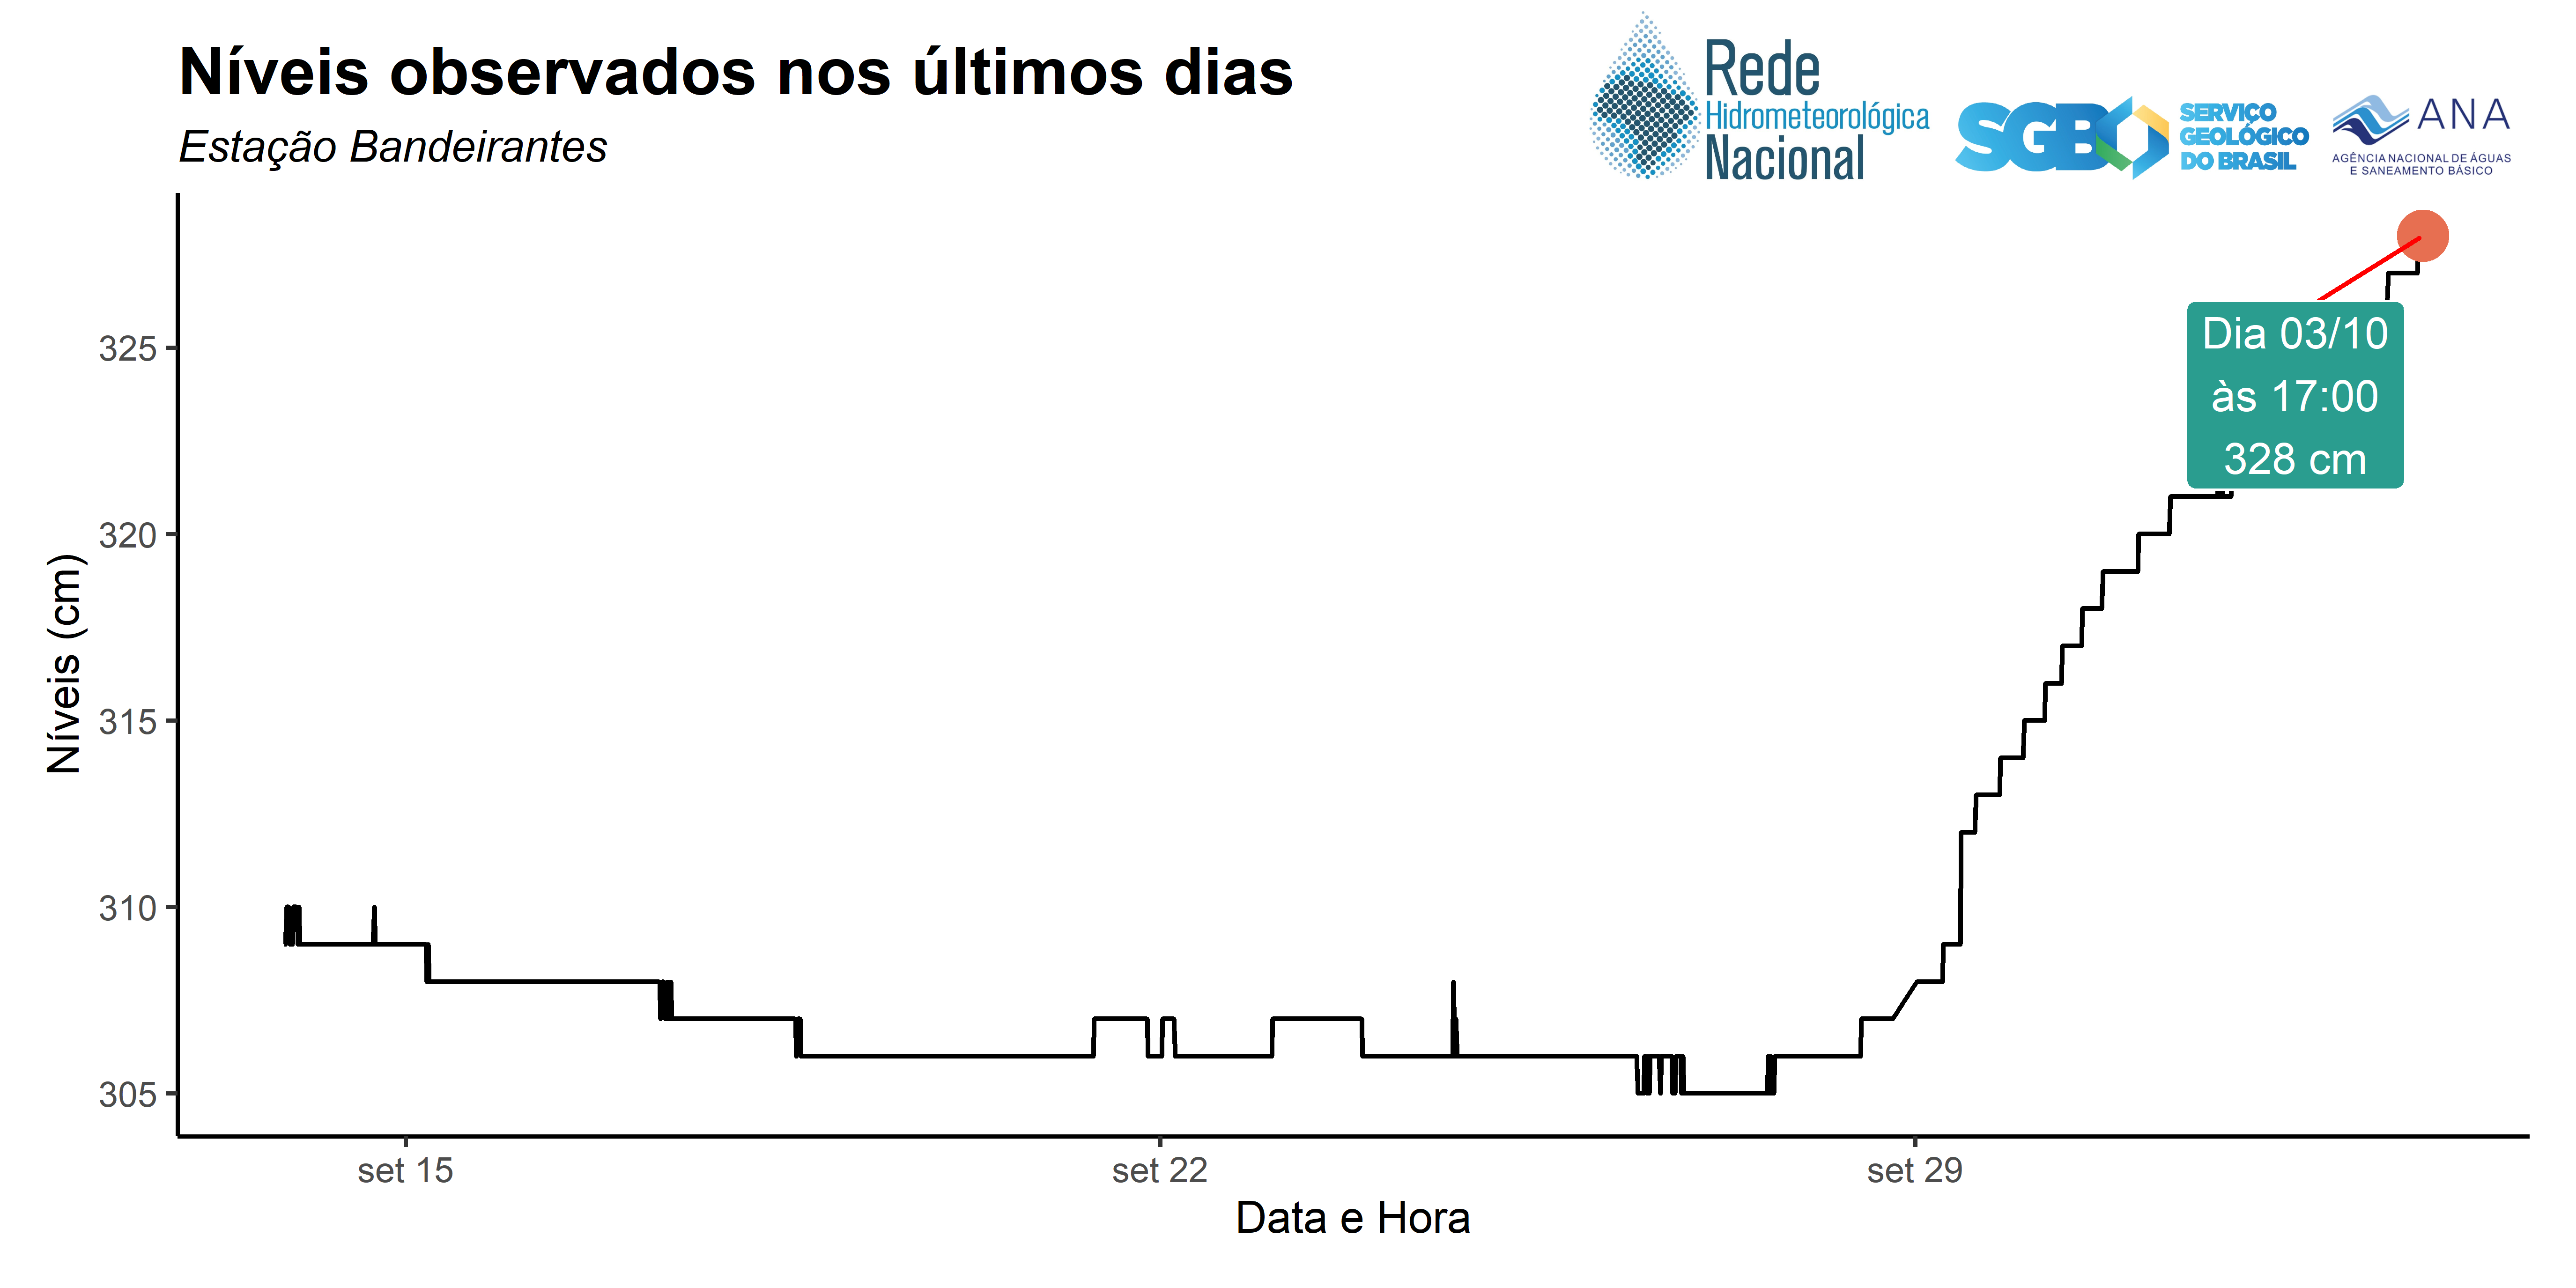 Níveis observados nos últimos dias
Estação Bandeirantes
Rede
Hidrometeorológica
Nacional
SGB
SERVIÇO
GEOLÓGICO
DO BRASIL
ANA
AGÊNCIA NACIONAL DE ÁGUAS
E SANEAMENTO BÁSICO
Níveis (cm)
325
320
315
310
305
Dia 03/10
às 17:00
328 cm
set 15
set 22
set 29
Data e Hora